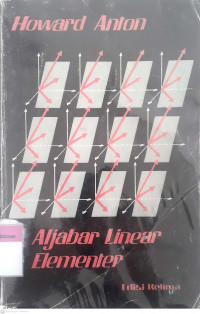 Howard Anton
Aljabar Linear
Elementer
Edisi Ketiga